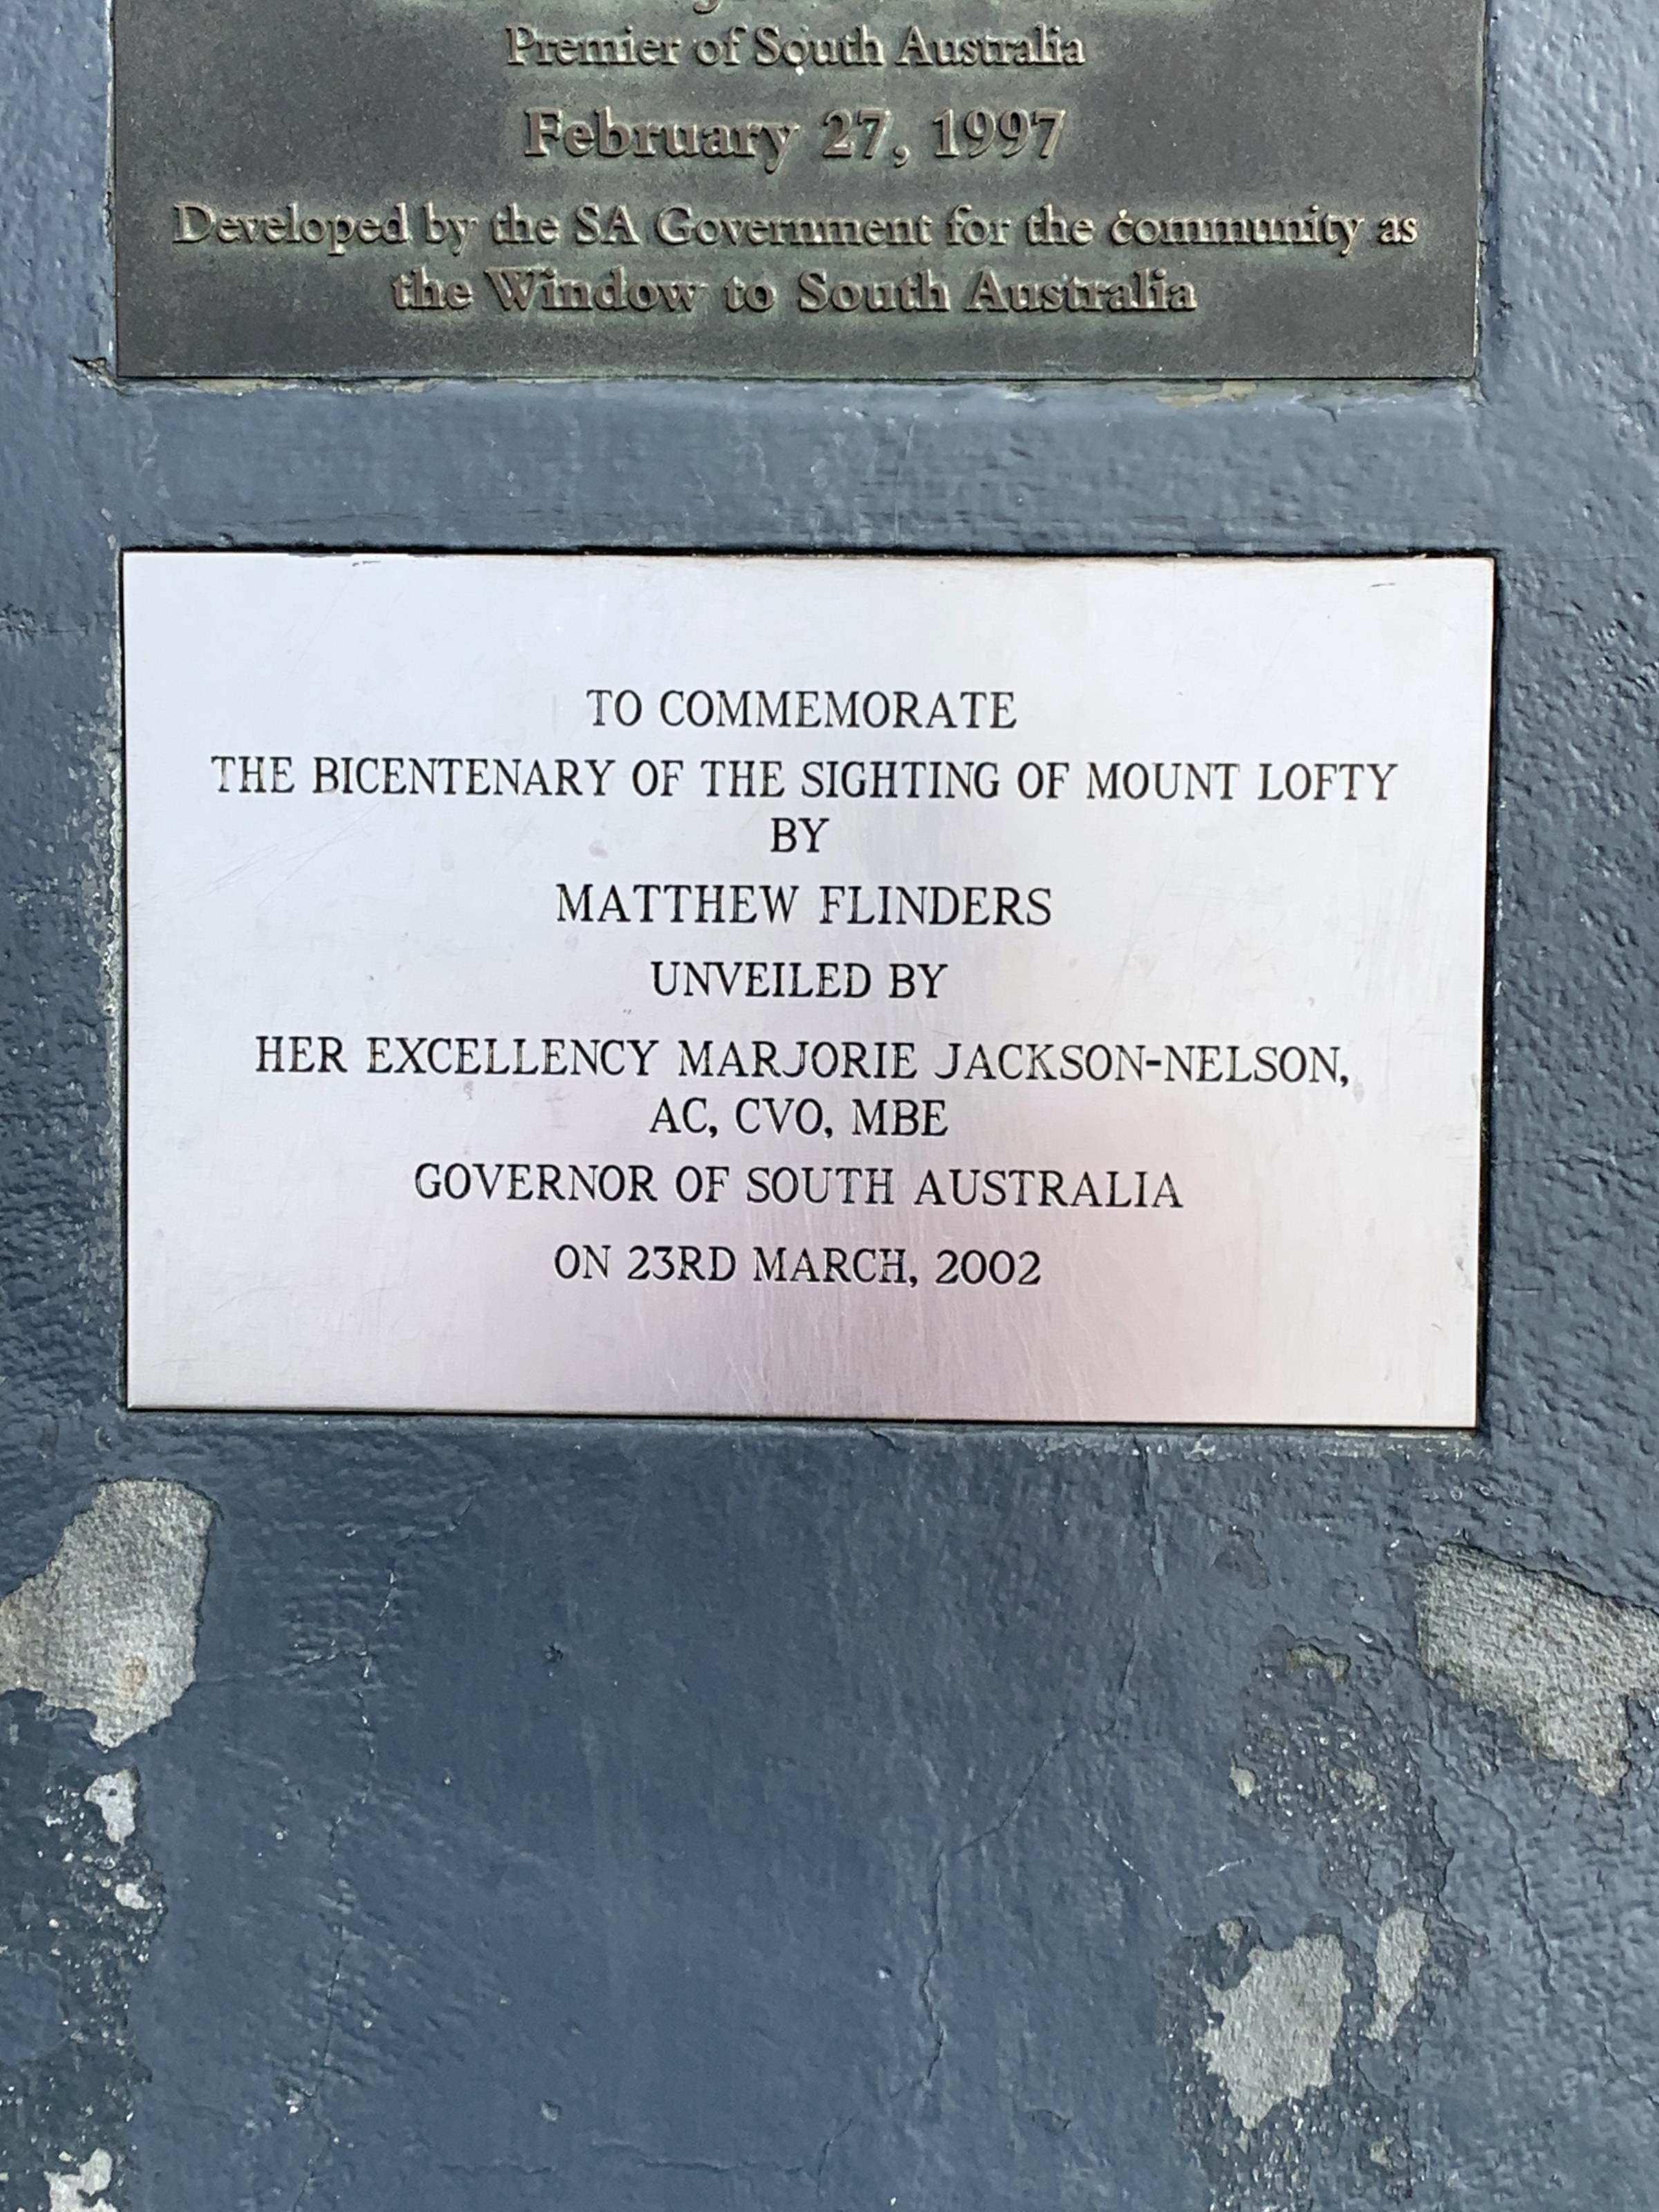 Premier of South Australia
February 27, 1997
Developed by the SA Government for the community as
the Window to South Australia
TO COMMEMORATE
THE BICENTENARY OF THE SIGHTING OF MOUNT LOFTY
BY
MATTHEW FLINDERS
UNVEILED BY
HER EXCELLENCY MARJORIE JACKSON-NELSON,
AC, CVO, MBE
GOVERNOR OF SOUTH AUSTRALIA
ON 23RD MARCH, 2002